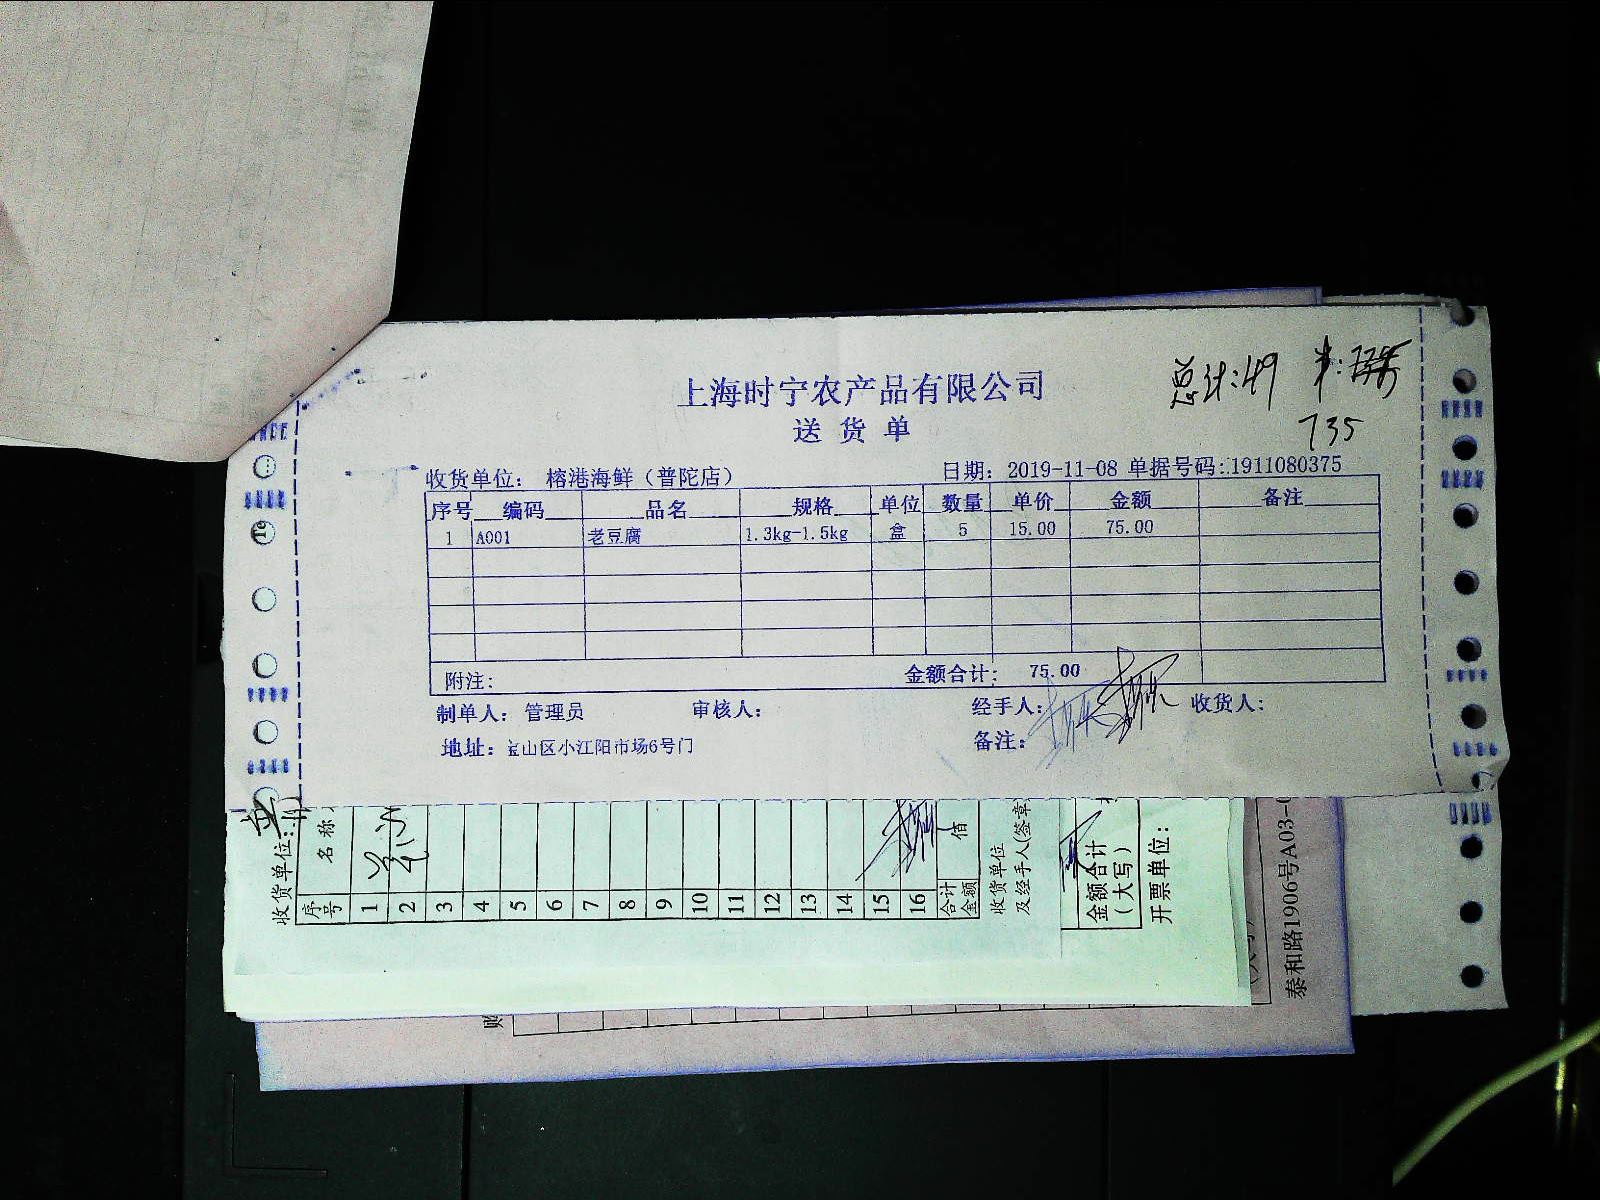 总计:49
735
上海时宁农产品有限公司
送货单
收货单位： 榕港海鲜（普陀店）
日期： 2019-11-08 单据号码:1911080375
序号 编码 品名 规格 单位 数量 单价 金额 备注
1 A001 老豆腐 1.3kg-1.5kg 盒 5 15.00 75.00
附注: 金额合计: 75.00
制单人： 管理员 审核人: 经手人: 收货人:
地址： 宝山区小江阳市场6号门 备注:
收货单位:
序号 名称
1
2
3
4
5
6
7
8
9
10
11
12
13
14
15
16
合计金额 佰
收货单位
及经手人(签章
金额合计
(大写)
开票单位:
泰和路1906号A03-